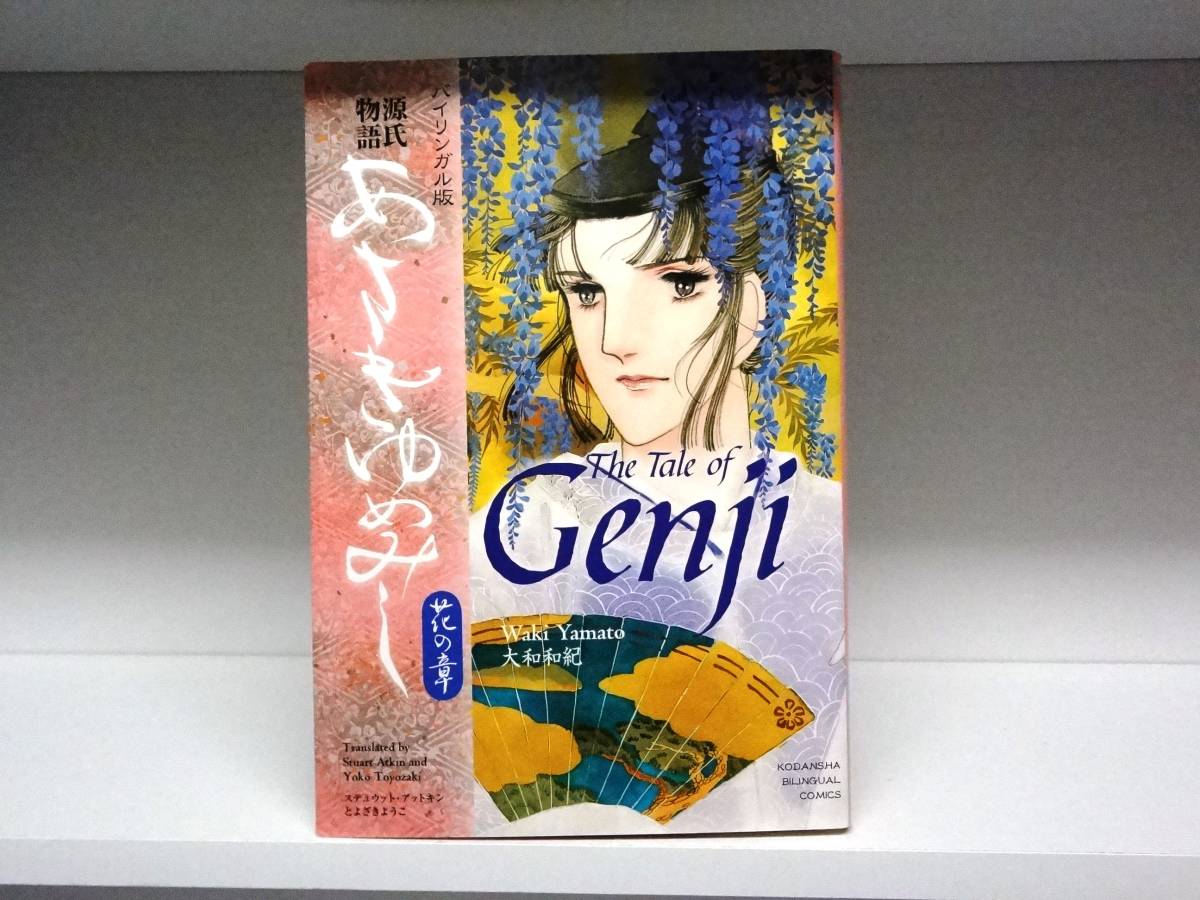 バイリンガル版
源氏
物語
あさきゆめみし
花の章
The Tale of
Genji
Waki Yamato
大和和紀
Translated by
Stuart Atkin and
Yoko Toyozaki
スチュウット・アットキン
とよざきようこ
KODANSHA
BILINGUAL
COMICS